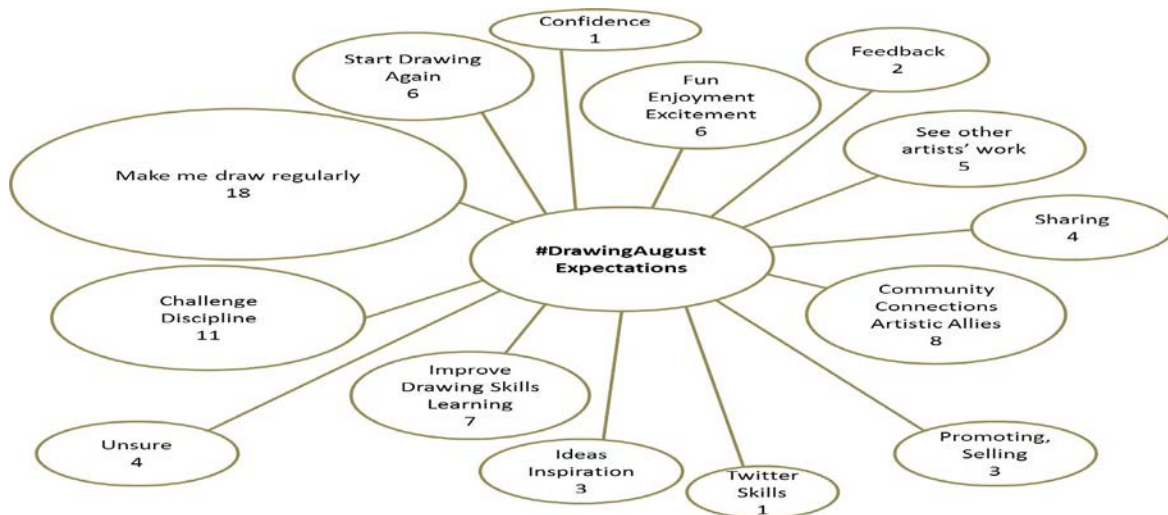 Confidence
1
Start Drawing
Again
6
Fun
Enjoyment
Excitement
6
Feedback
2
See other
artists’ work
5
Make me draw regularly
18
Sharing
4
#DrawingAugust
Expectations
Challenge
Discipline
11
Community
Connections
Artistic Allies
8
Improve
Drawing Skills
Learning
7
Unsure
4
Ideas
Inspiration
3
Twitter
Skills
1
Promoting,
Selling
3